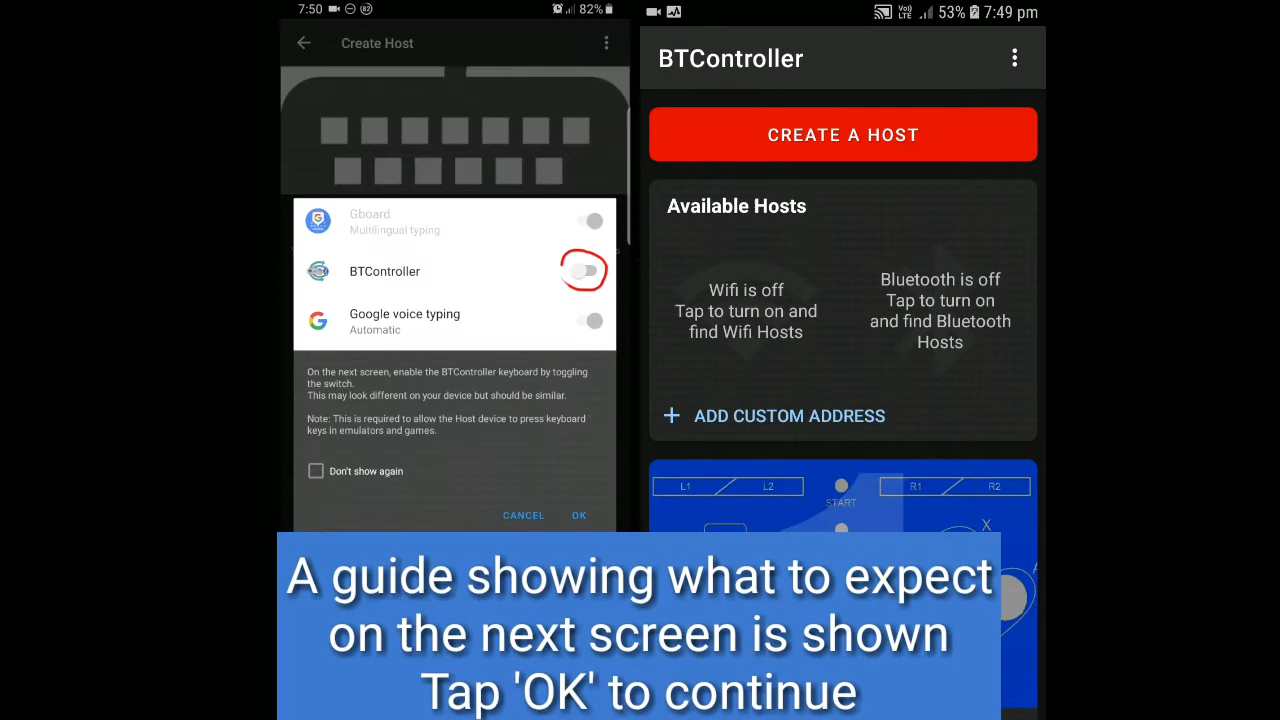 7:50
82%
Create Host
Gboard
Multilingual typing
BTController
Google voice typing
Automatic
On the next screen, enable the BTController keyboard by toggling
the switch.
This may look different on your device but should be similar.
Note: This is required to allow the Host device to press keyboard
keys in emulators and games.
Don't show again
CANCEL OK
53% 7:49 pm
BTController
CREATE A HOST
Available Hosts
Wifi is off
Tap to turn on and
find Wifi Hosts
Bluetooth is off
Tap to turn on
and find Bluetooth
Hosts
+ ADD CUSTOM ADDRESS
L1 L2
START
R1 R2
X
A guide showing what to expect
on the next screen is shown
Tap 'OK' to continue